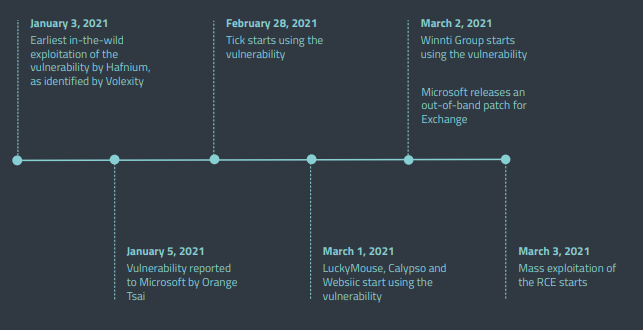 January 3, 2021
Earliest in-the-wild
exploitation of the
vulnerability by Hafnium,
as identified by Volexity
January 5, 2021
Vulnerability reported
to Microsoft by Orange
Tsai
February 28, 2021
Tick starts using the
vulnerability
March 1, 2021
LuckyMouse, Calypso and
Websiic start using the
vulnerability
March 2, 2021
Winnti Group starts
using the vulnerability
Microsoft releases an
out-of-band patch for
Exchange
March 3, 2021
Mass exploitation of
the RCE starts